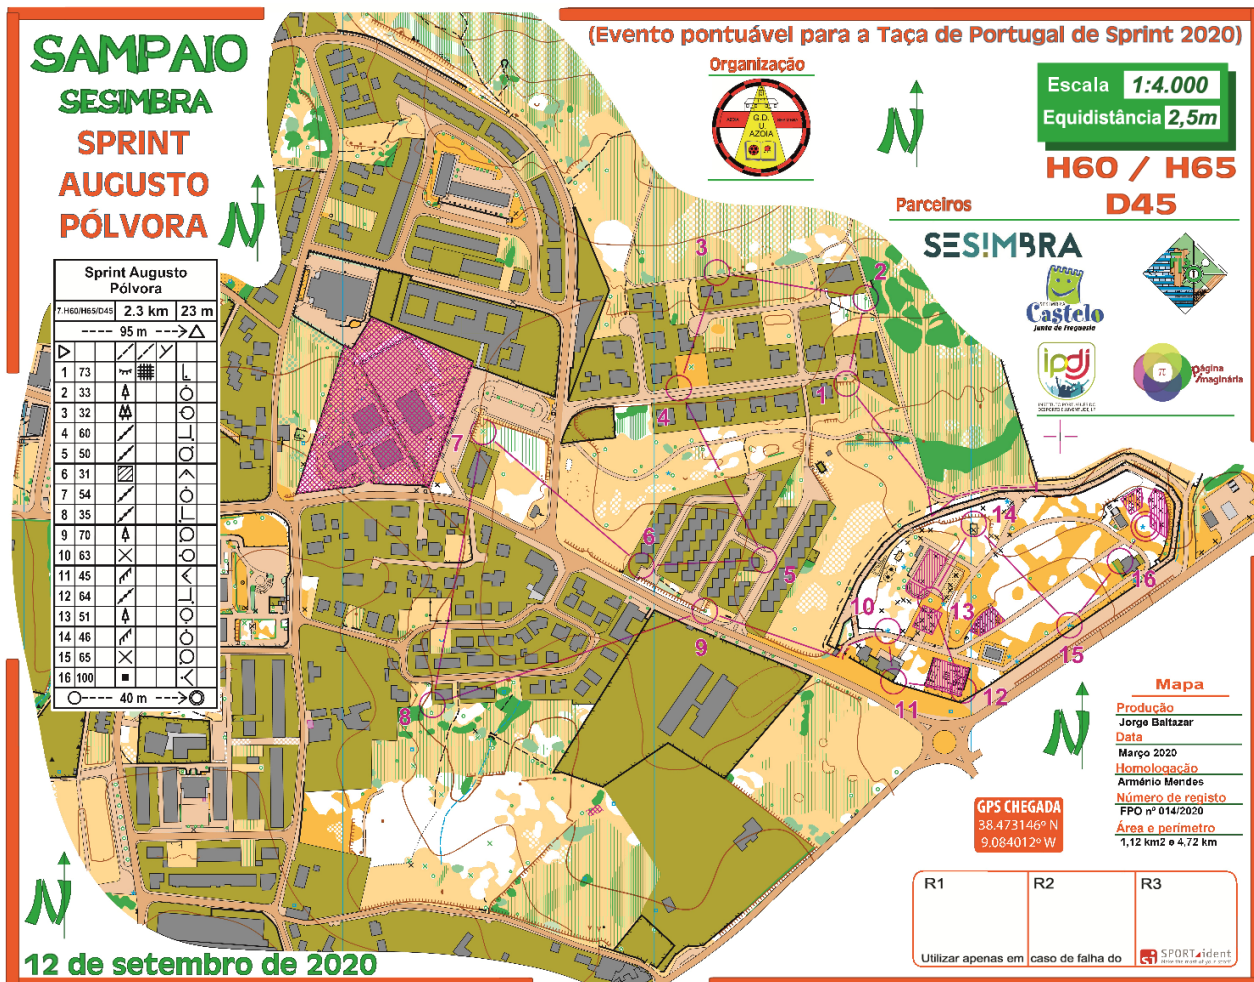 SAMPAIO
SESIMBRA
SPRINT
AUGUSTO
PÓLVORA
(Evento pontuável para a Taça de Portugal de Sprint 2020)
Organização
G.D.
U.
AZOIA
Escala 1:4.000
Equidistância 2,5m
H60 / H65
D45
Parceiros
SES!MBRA
Castelo
Junta de Freguesia
ipdj
π
página
imaginária
N
N
N
N
Sprint Augusto
Pólvora
7.H60/H65/D45 2.3 km 23 m
95 m
1 73
2 33
3 32
4 60
5 50
6 31
7 54
8 35
9 70
10 63
11 45
12 64
13 51
14 46
15 65
16 100
40 m
3
2
1
4
7
6
5
14
16
10
13
9
15
8
11
12
Mapa
Produção
Jorge Baltazar
Data
Março 2020
Homologação
Arménio Mendes
Número de registo
FPO nº 014/2020
Área e perímetro
1,12 km2 e 4,72 km
GPS CHEGADA
38.473146º N
9.084012º W
R1 R2 R3
Utilizar apenas em caso de falha do SPORTident
12 de setembro de 2020